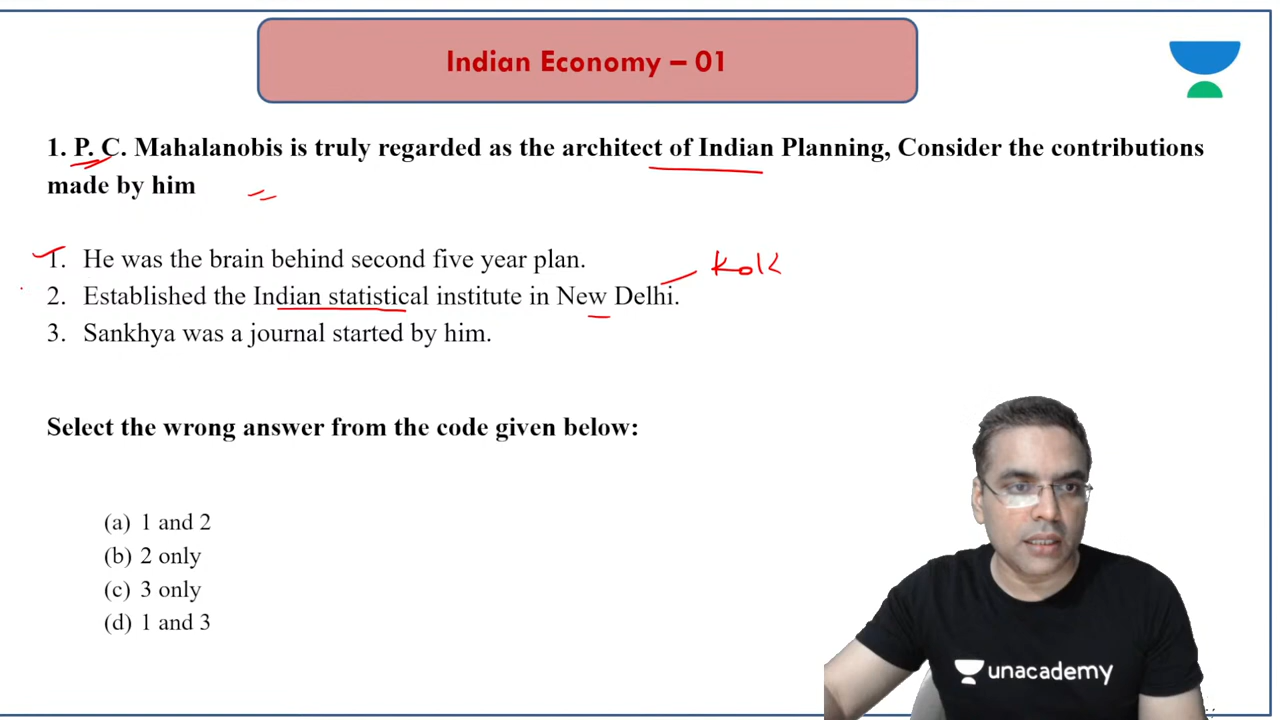 Indian Economy – 01
1. P. C. Mahalanobis is truly regarded as the architect of Indian Planning, Consider the contributions
made by him
1. He was the brain behind second five year plan.
KolK
2. Established the Indian statistical institute in New Delhi.
3. Sankhya was a journal started by him.
Select the wrong answer from the code given below:
(a) 1 and 2
(b) 2 only
(c) 3 only
(d) 1 and 3
unacademy